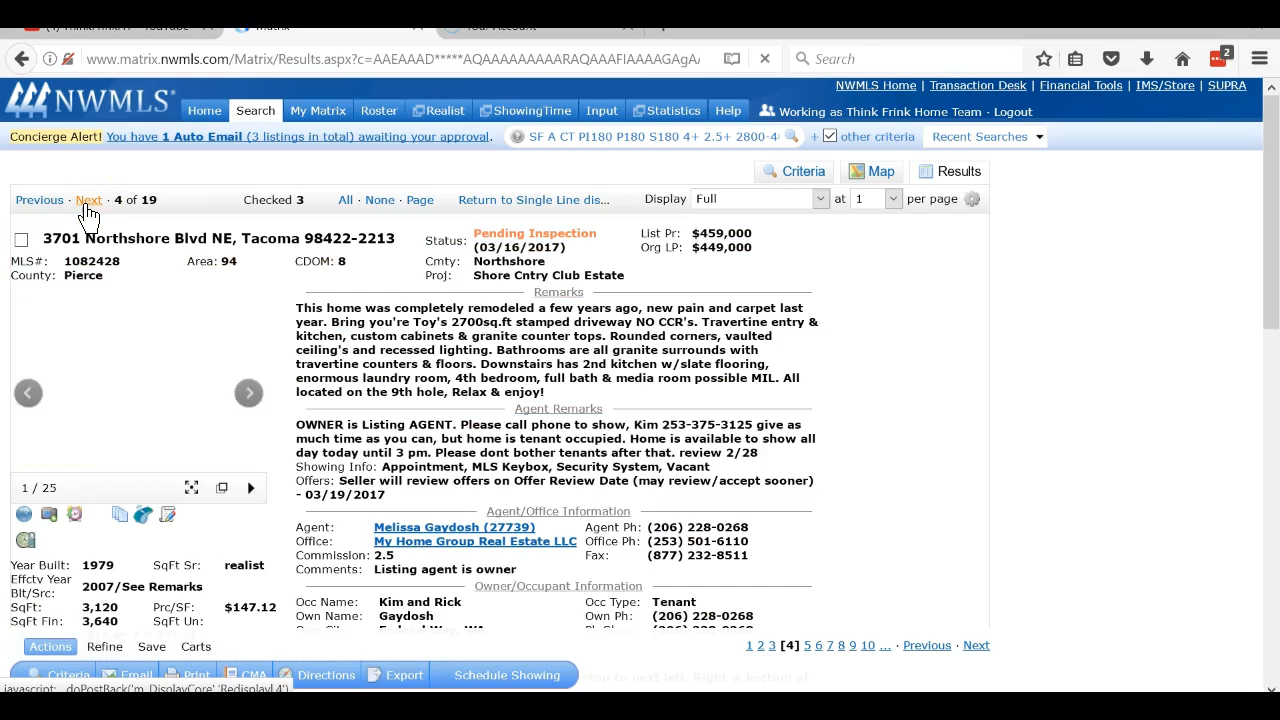 www.matrix.nwmls.com/Matrix/Results.aspx?c=AAEAAAD*****AQAAAAAAAAARAQAAAFIAAAAGAgAA
Search
2
NWMLS Home | Transaction Desk | Financial Tools | IMS/Store | SUPRA
NWMLS
Home Search My Matrix Roster Realist ShowingTime Input Statistics Help Working as Think Frink Home Team · Logout
Concierge Alert! You have 1 Auto Email (3 listings in total) awaiting your approval. SF A CT PI180 P180 S180 4+ 2.5+ 2800-4 + other criteria Recent Searches
Criteria Map Results
Previous · Next · 4 of 19 Checked 3 All · None · Page Return to Single Line dis... Display Full at 1 per page
3701 Northshore Blvd NE, Tacoma 98422-2213
MLS#: 1082428 Area: 94 CDOM: 8
County: Pierce
Status: Pending Inspection (03/16/2017)
Cmty: Northshore
Proj: Shore Cntry Club Estate
List Pr: $459,000
Org LP: $449,000
Remarks
This home was completely remodeled a few years ago, new pain and carpet last
year. Bring you're Toy's 2700sq.ft stamped driveway NO CCR's. Travertine entry &
kitchen, custom cabinets & granite counter tops. Rounded corners, vaulted
ceiling's and recessed lighting. Bathrooms are all granite surrounds with
travertine counters & floors. Downstairs has 2nd kitchen w/slate flooring,
enormous laundry room, 4th bedroom, full bath & media room possible MIL. All
located on the 9th hole, Relax & enjoy!
Agent Remarks
OWNER is Listing AGENT. Please call phone to show, Kim 253-375-3125 give as
much time as you can, but home is tenant occupied. Home is available to show all
day today until 3 pm. Please dont bother tenants after that. review 2/28
Showing Info: Appointment, MLS Keybox, Security System, Vacant
Offers: Seller will review offers on Offer Review Date (may review/accept sooner)
- 03/19/2017
1 / 25
Agent/Office Information
Agent: Melissa Gaydosh (27739) Agent Ph: (206) 228-0268
Office: My Home Group Real Estate LLC Office Ph: (253) 501-6110
Commission: 2.5 Fax: (877) 232-8511
Comments: Listing agent is owner
Owner/Occupant Information
Occ Name: Kim and Rick Occ Type: Tenant
Own Name: Gaydosh Own Ph: (206) 228-0268
Year Built: 1979 SqFt Sr: realist
Effctv Year Blt/Src: 2007/See Remarks
SqFt: 3,120 Prc/SF: $147.12
SqFt Fin: 3,640 SqFt Un:
Actions Refine Save Carts
1 2 3 [4] 5 6 7 8 9 10 ... Previous · Next
Criteria Email Print CMA Directions Export Schedule Showing